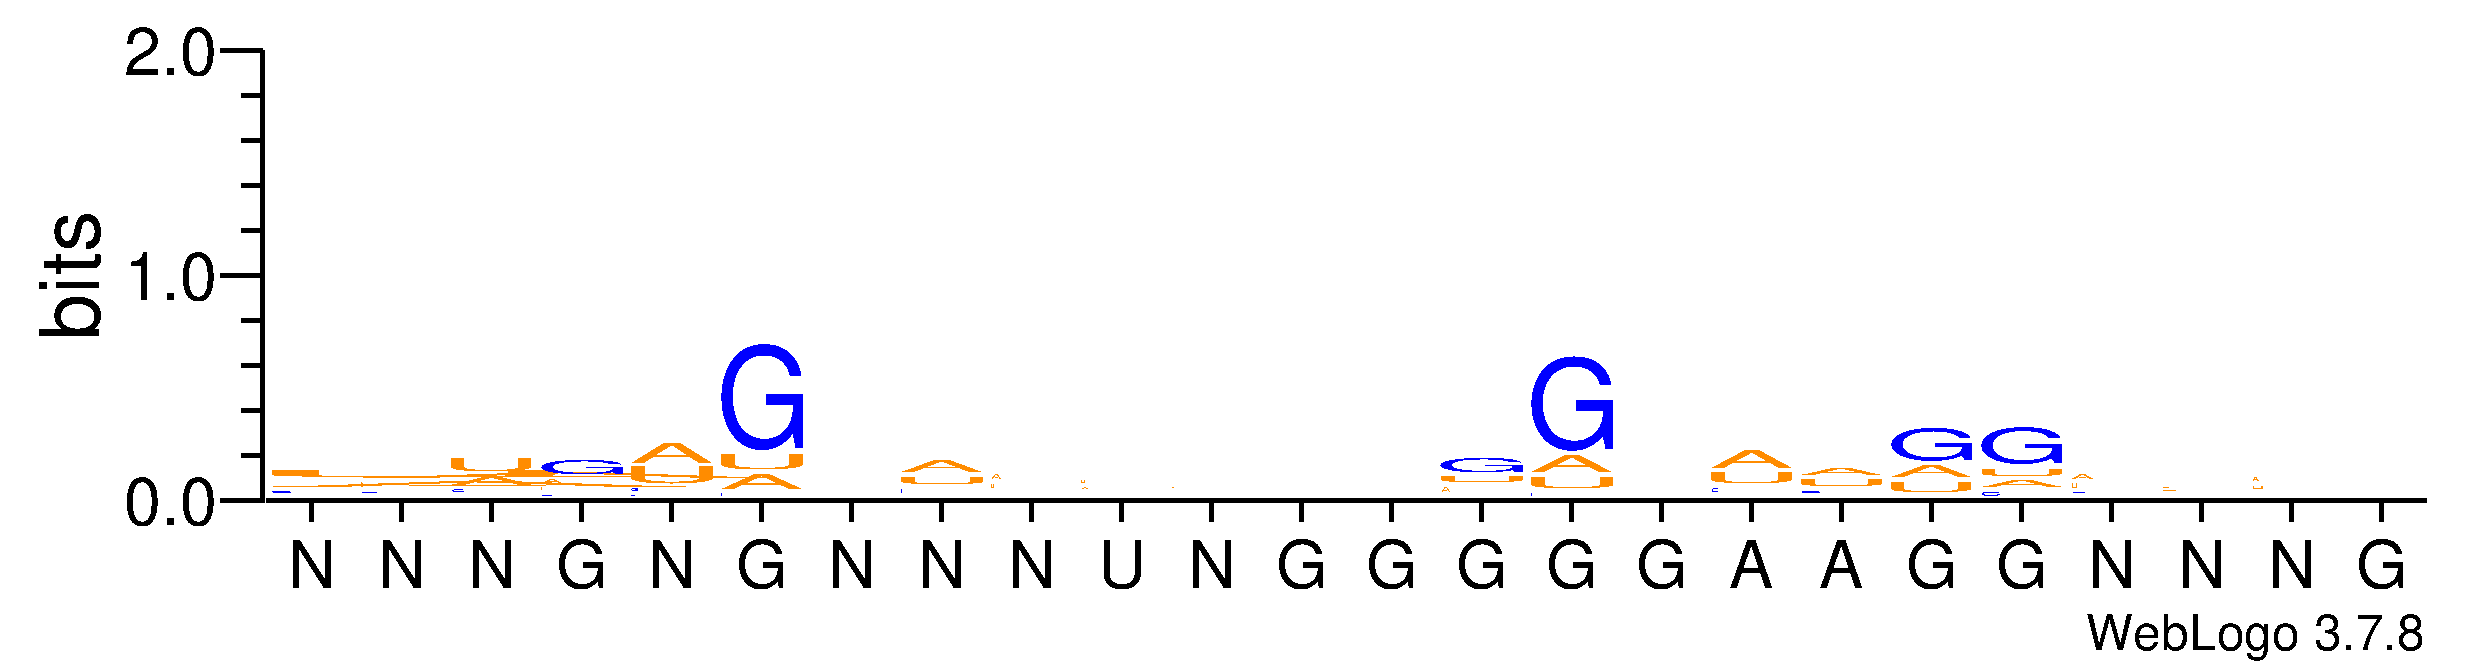 2.0
1.0
0.0
bits
G U A
G A U
U
U A C
G A
A U G
A U
G U A
A U C
A U
G A U
G U A C
N N N G N G N N N U N G G G G G A A G G N N N G
WebLogo 3.7.8